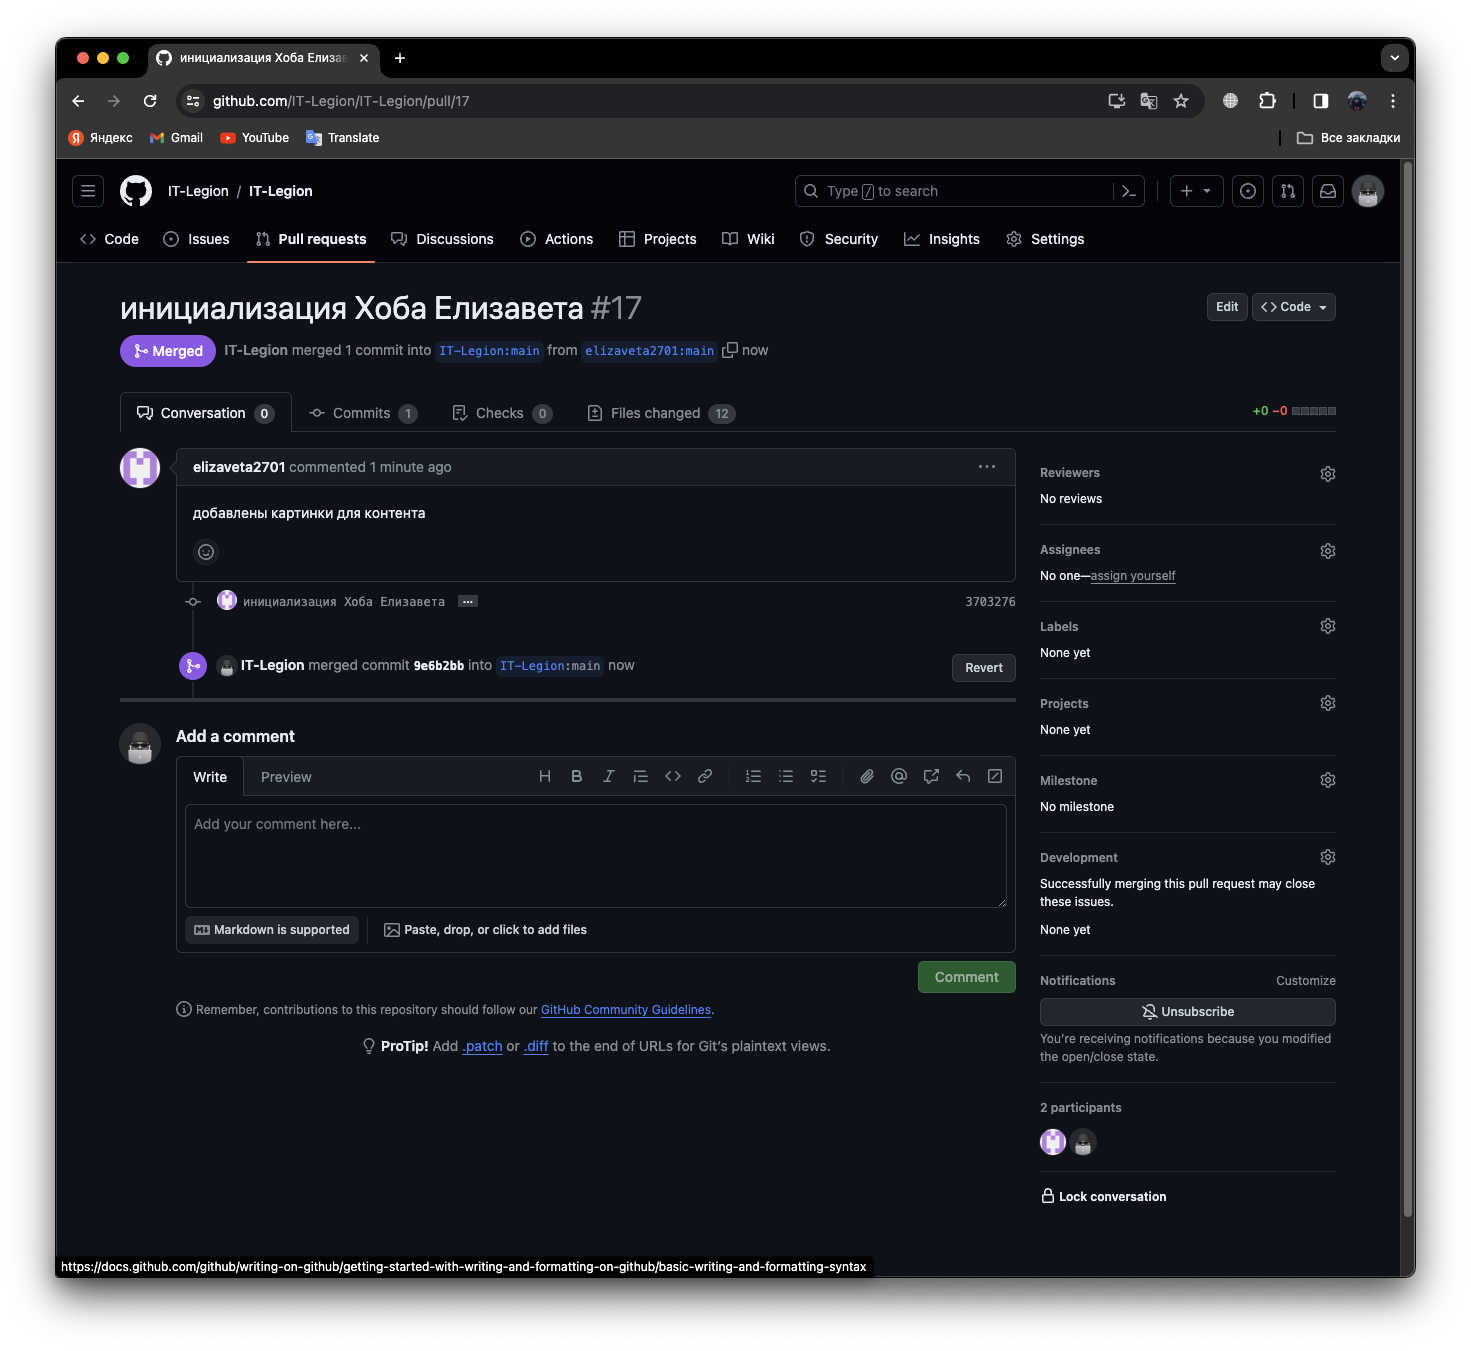 инициализация Хоба Елизав
github.com/IT-Legion/IT-Legion/pull/17
Яндекс Gmail YouTube Translate Все закладки
IT-Legion / IT-Legion Type / to search
Code Issues Pull requests Discussions Actions Projects Wiki Security Insights Settings
инициализация Хоба Елизавета #17 Edit Code
Merged IT-Legion merged 1 commit into IT-Legion:main from elizaveta2701:main now
Conversation 0 Commits 1 Checks 0 Files changed 12 +0 −0
elizaveta2701 commented 1 minute ago
добавлены картинки для контента
инициализация Хоба Елизавета ... 3703276
IT-Legion merged commit 9e6b2bb into IT-Legion:main now Revert
Add a comment
Write Preview
Add your comment here...
Markdown is supported Paste, drop, or click to add files
Comment
Remember, contributions to this repository should follow our GitHub Community Guidelines.
ProTip! Add .patch or .diff to the end of URLs for Git’s plaintext views.
Reviewers
No reviews
Assignees
No one—assign yourself
Labels
None yet
Projects
None yet
Milestone
No milestone
Development
Successfully merging this pull request may close
these issues.
None yet
Notifications Customize
Unsubscribe
You’re receiving notifications because you modified
the open/close state.
2 participants
Lock conversation
https://docs.github.com/github/writing-on-github/getting-started-with-writing-and-formatting-on-github/basic-writing-and-formatting-syntax